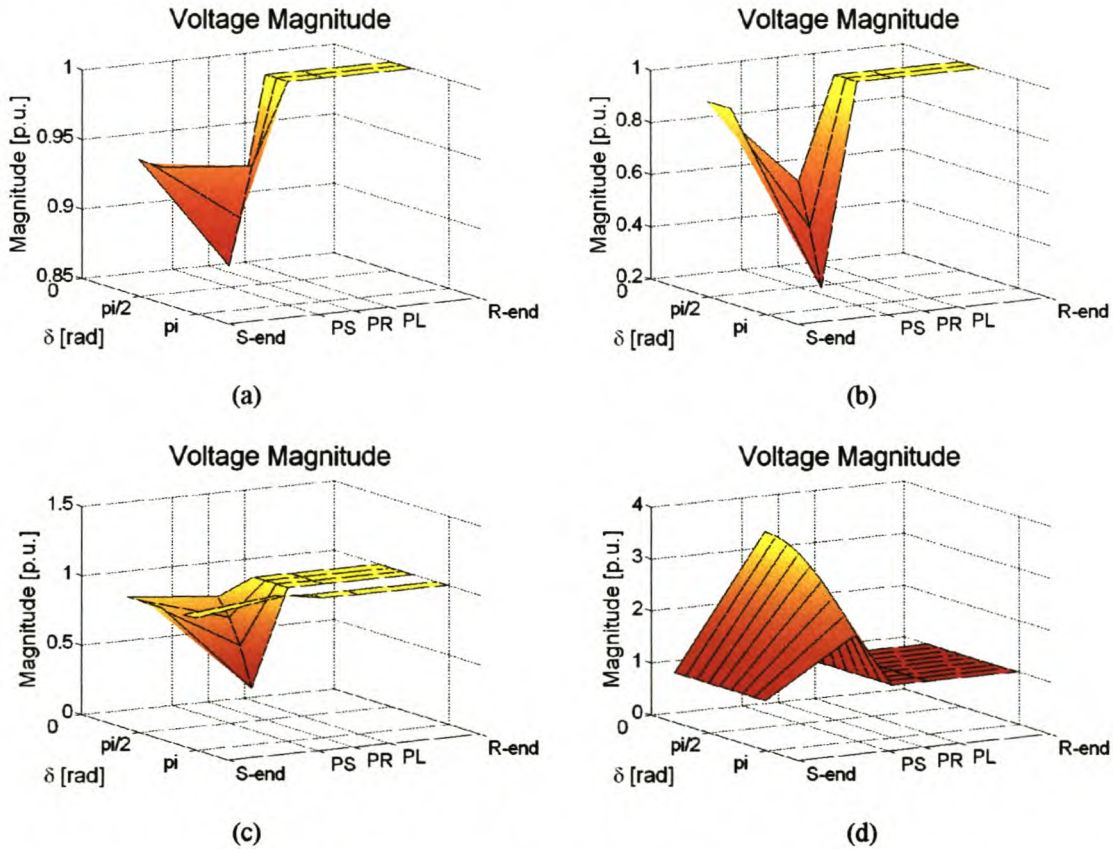 Voltage Magnitude
Magnitude [p.u.]
1
0.95
0.9
0.85
0
pi/2
pi
δ [rad]
S-end
PS
PR
PL
R-end
(a)
Voltage Magnitude
Magnitude [p.u.]
1
0.8
0.6
0.4
0.2
0
pi/2
pi
δ [rad]
S-end
PS
PR
PL
R-end
(b)
Voltage Magnitude
Magnitude [p.u.]
1.5
1
0.5
0
0
pi/2
pi
δ [rad]
S-end
PS
PR
PL
R-end
(c)
Voltage Magnitude
Magnitude [p.u.]
4
3
2
1
0
0
pi/2
pi
δ [rad]
S-end
PS
PR
PL
R-end
(d)